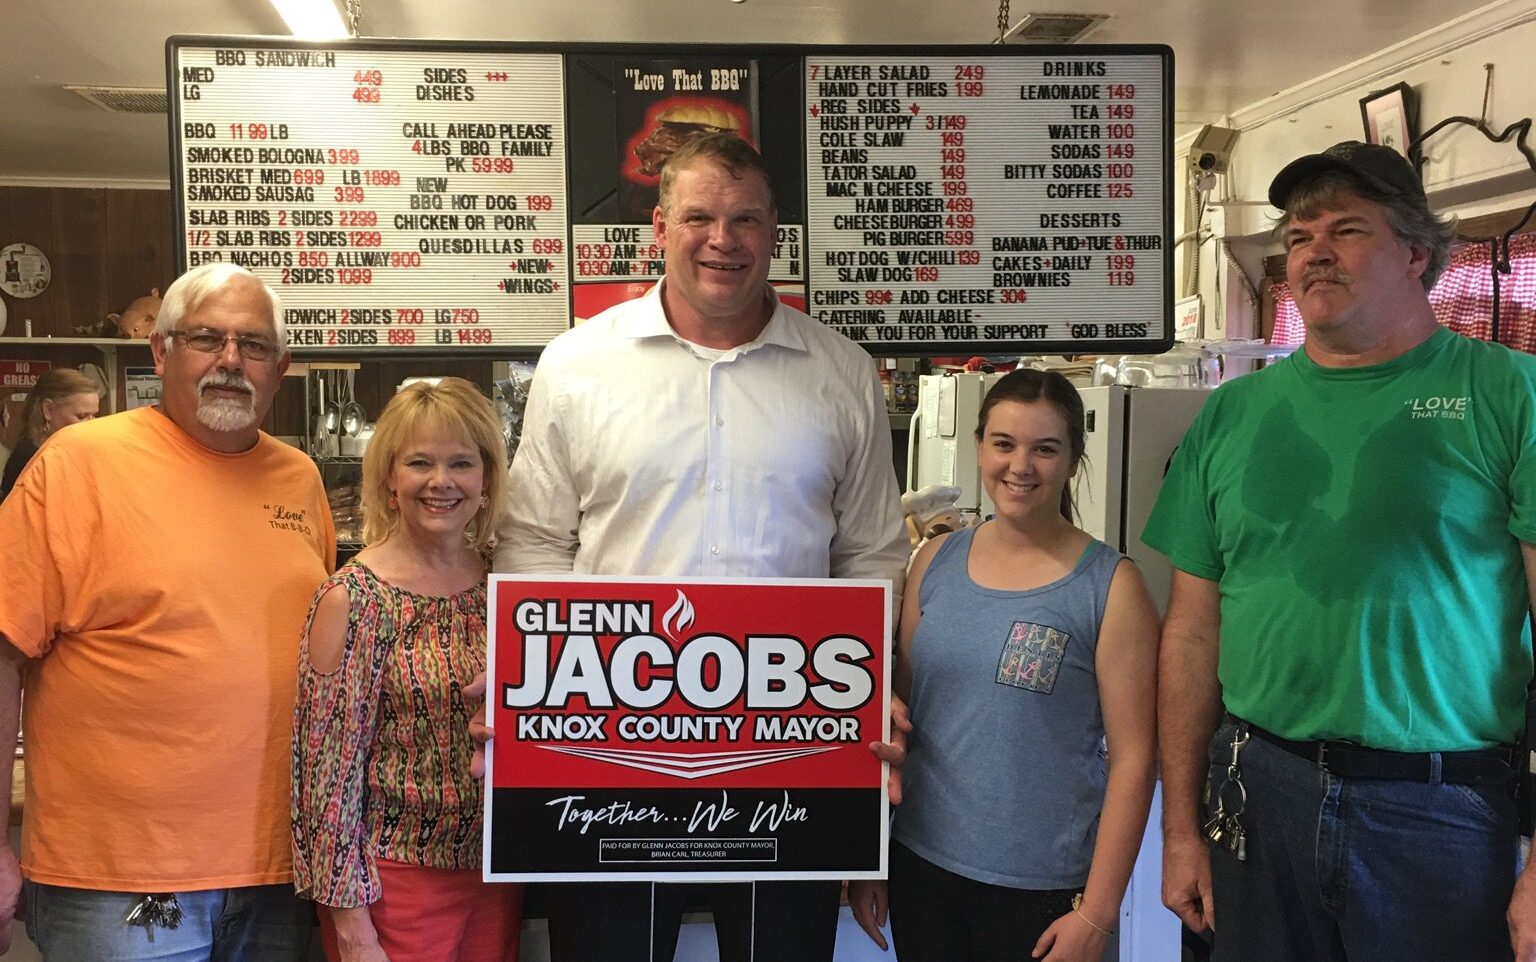 BBQ SANDWICH
MED 449
LG 499
SIDES +++
DISHES
BBQ 11 99 LB
SMOKED BOLOGNA 399
BRISKET MED 699 LB 1899
SMOKED SAUSAG 399
SLAB RIBS 2 SIDES 2299
1/2 SLAB RIBS 2 SIDES 1299
BBQ NACHOS 850 ALLWAY 900
2 SIDES 1099
NDWICH 2 SIDES 700 LG 750
KEN 2 SIDES 899 LB 1499
CALL AHEAD PLEASE
4LBS BBQ FAMILY
PK 5999
NEW
BBQ HOT DOG 199
CHICKEN OR PORK
QUESDILLAS 699
+NEW+
+WINGS+
"Love That BBQ"
LOVE
10 30 AM +
10:30AM + 7
Enjoy
7 LAYER SALAD 249
HAND CUT FRIES 199
REG SIDES
HUSH PUPPY 3/149
COLE SLAW 149
BEANS 149
TATOR SALAD 149
MAC N CHEESE 199
HAM BURGER 469
CHEESEBURGER 499
PIG BURGER 599
HOT DOG W/CHILI 139
SLAW DOG 169
CHIPS 99¢ ADD CHEESE 30¢
CATERING AVAILABLE -
ANK YOU FOR YOUR SUPPORT 'GOD BLESS'
DRINKS
LEMONADE 149
TEA 149
WATER 100
SODAS 149
BITTY SODAS 100
COFFEE 125
DESSERTS
BANANA PUD + TUE & THUR
CAKES + DAILY 199
BROWNIES 119
NO
GREAS
"Love"
That B-B-Q
"LOVE"
THAT B.B.Q
GLENN
JACOBS
KNOX COUNTY MAYOR
Together...We Win
PAID FOR BY GLENN JACOBS FOR KNOX COUNTY MAYOR,
BRIAN CARL, TREASURER